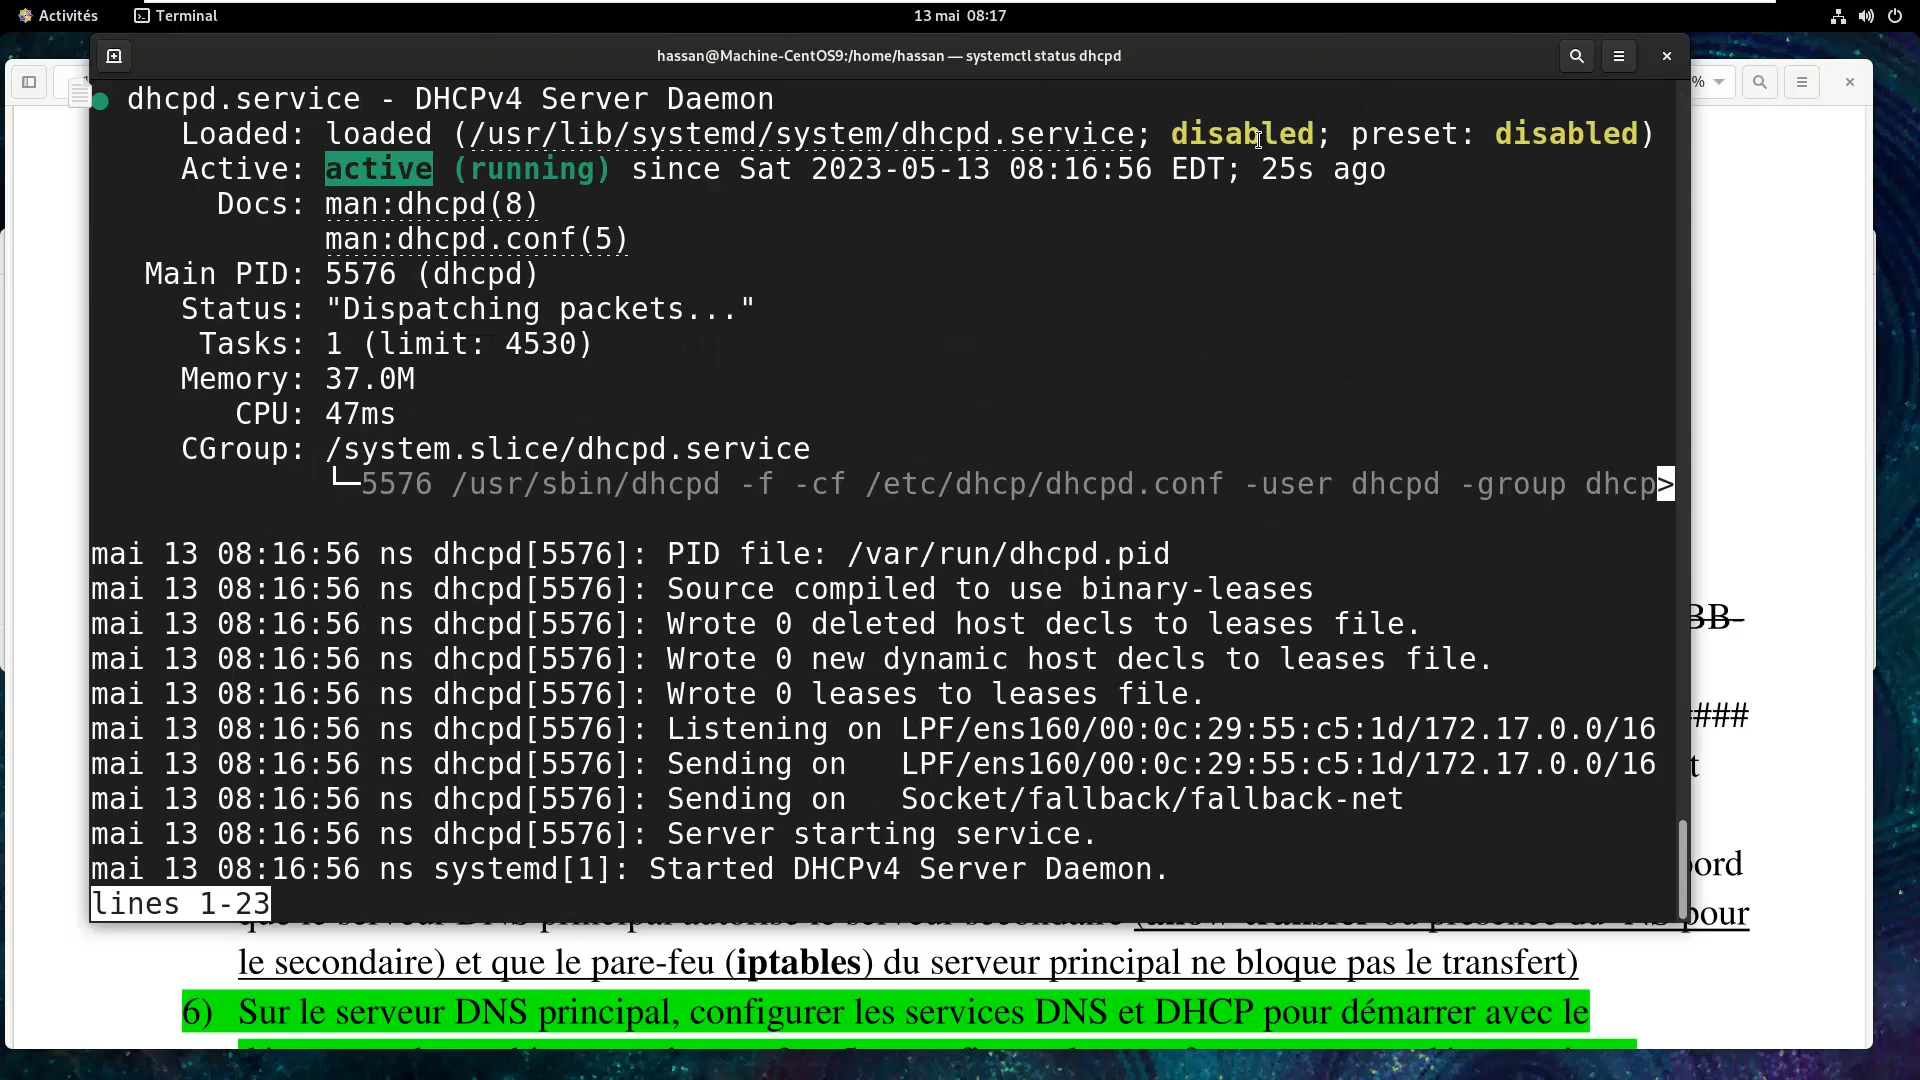 Activités
Terminal
13 mai 08:17
hassan@Machine-CentOS9:/home/hassan — systemctl status dhcpd
%
● dhcpd.service - DHCPv4 Server Daemon
Loaded: loaded (/usr/lib/systemd/system/dhcpd.service; disabled; preset: disabled)
Active: active (running) since Sat 2023-05-13 08:16:56 EDT; 25s ago
Docs: man:dhcpd(8)
man:dhcpd.conf(5)
Main PID: 5576 (dhcpd)
Status: "Dispatching packets..."
Tasks: 1 (limit: 4530)
Memory: 37.0M
CPU: 47ms
CGroup: /system.slice/dhcpd.service
└─5576 /usr/sbin/dhcpd -f -cf /etc/dhcp/dhcpd.conf -user dhcpd -group dhcp>
mai 13 08:16:56 ns dhcpd[5576]: PID file: /var/run/dhcpd.pid
mai 13 08:16:56 ns dhcpd[5576]: Source compiled to use binary-leases
mai 13 08:16:56 ns dhcpd[5576]: Wrote 0 deleted host decls to leases file.
mai 13 08:16:56 ns dhcpd[5576]: Wrote 0 new dynamic host decls to leases file.
mai 13 08:16:56 ns dhcpd[5576]: Wrote 0 leases to leases file.
mai 13 08:16:56 ns dhcpd[5576]: Listening on LPF/ens160/00:0c:29:55:c5:1d/172.17.0.0/16
mai 13 08:16:56 ns dhcpd[5576]: Sending on   LPF/ens160/00:0c:29:55:c5:1d/172.17.0.0/16
mai 13 08:16:56 ns dhcpd[5576]: Sending on   Socket/fallback/fallback-net
mai 13 08:16:56 ns dhcpd[5576]: Server starting service.
mai 13 08:16:56 ns systemd[1]: Started DHCPv4 Server Daemon.
lines 1-23
BB-
####
t
bord
pour
le secondaire) et que le pare-feu (iptables) du serveur principal ne bloque pas le transfert)
6) Sur le serveur DNS principal, configurer les services DNS et DHCP pour démarrer avec le